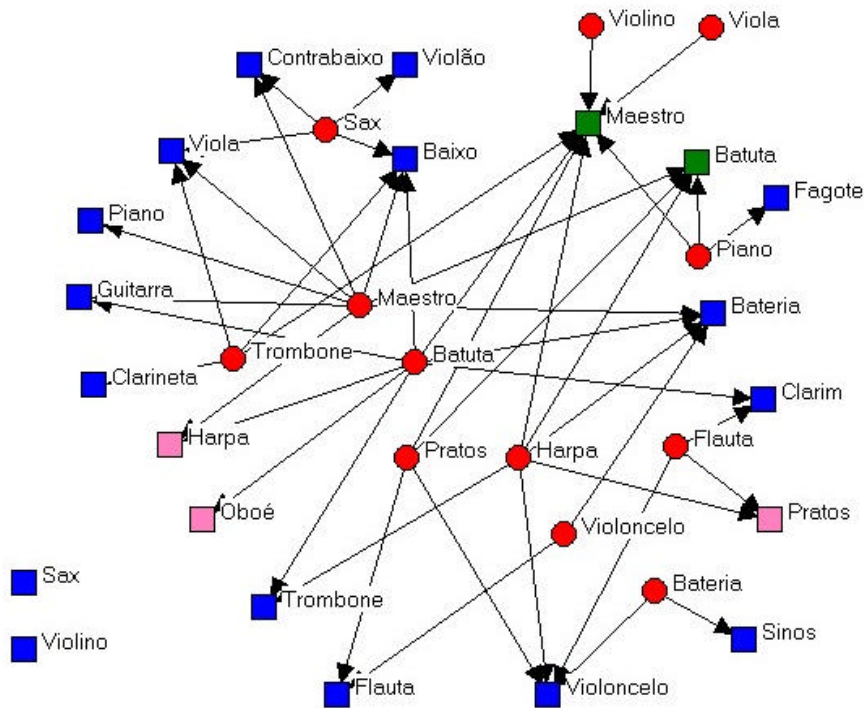 Violino
Viola
Contrabaixo
Violão
Sax
Maestro
Viola
Baixo
Batuta
Fagote
Piano
Piano
Guitarra
Maestro
Bateria
Trombone
Batuta
Clarineta
Clarim
Harpa
Pratos
Harpa
Flauta
Oboé
Pratos
Violoncelo
Sax
Bateria
Trombone
Violino
Sinos
Flauta
Violoncelo